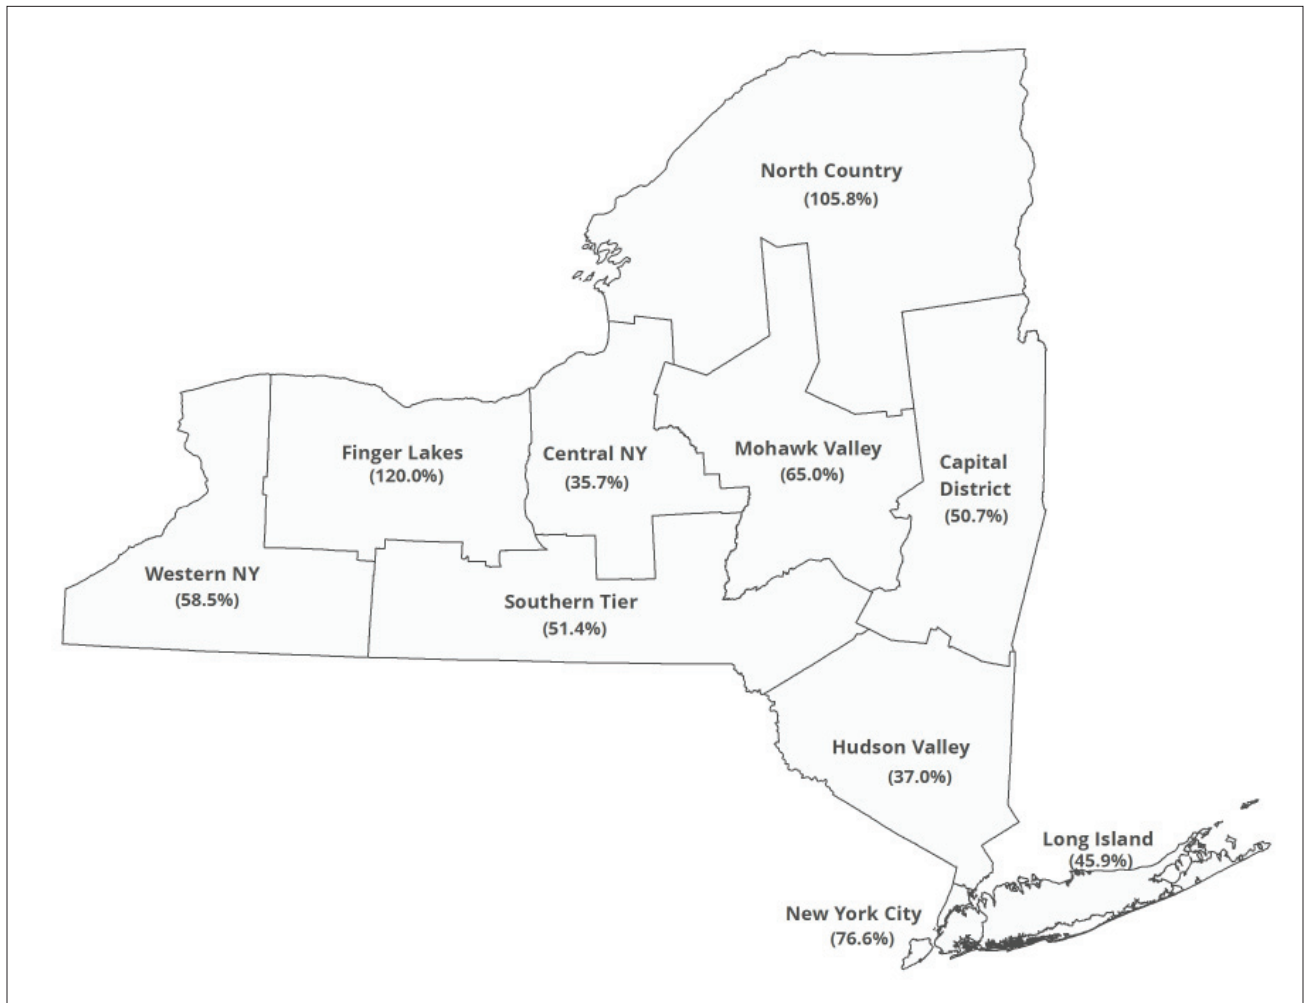 North Country
(105.8%)
Finger Lakes
(120.0%)
Central NY
(35.7%)
Mohawk Valley
(65.0%)
Capital
District
(50.7%)
Western NY
(58.5%)
Southern Tier
(51.4%)
Hudson Valley
(37.0%)
Long Island
(45.9%)
New York City
(76.6%)